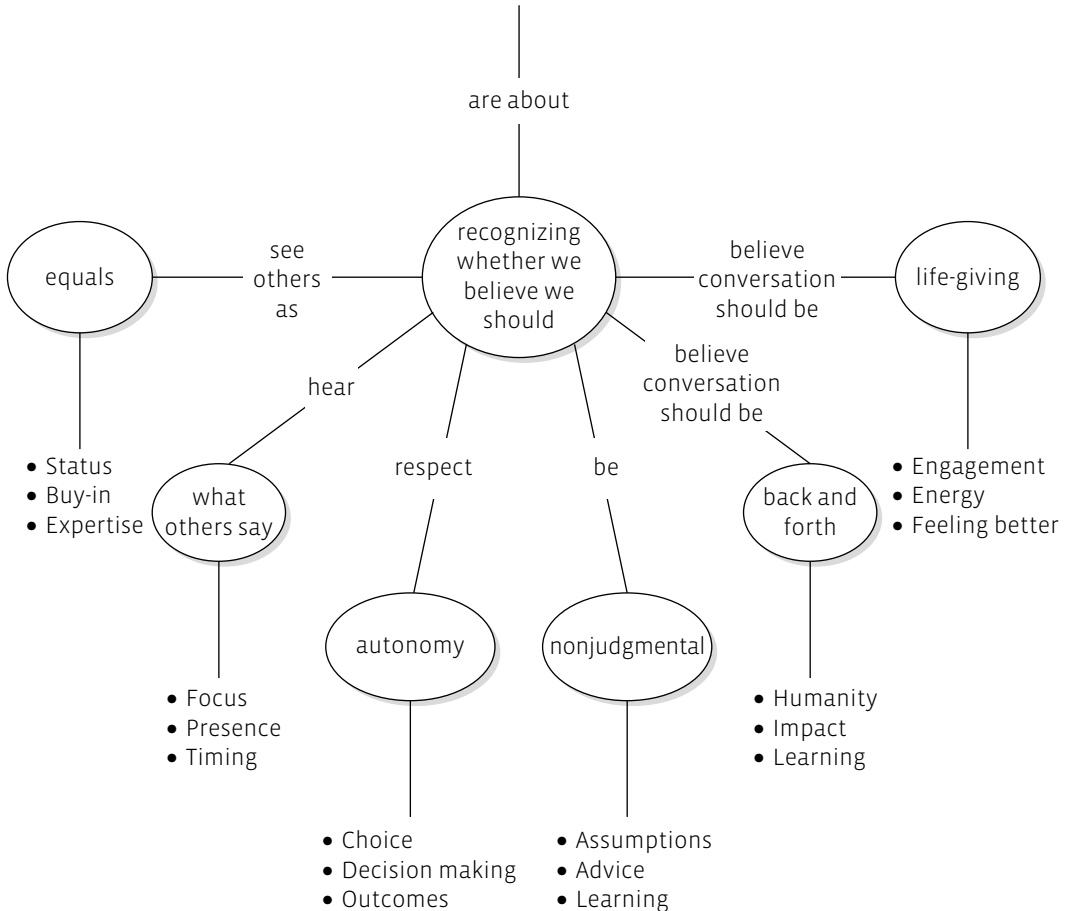 are about
recognizing
whether we
believe we
should
see
others
as
equals
• Status
• Buy-in
• Expertise
hear
what
others say
• Focus
• Presence
• Timing
respect
autonomy
• Choice
• Decision making
• Outcomes
be
nonjudgmental
• Assumptions
• Advice
• Learning
believe
conversation
should be
back and
forth
• Humanity
• Impact
• Learning
believe
conversation
should be
life-giving
• Engagement
• Energy
• Feeling better